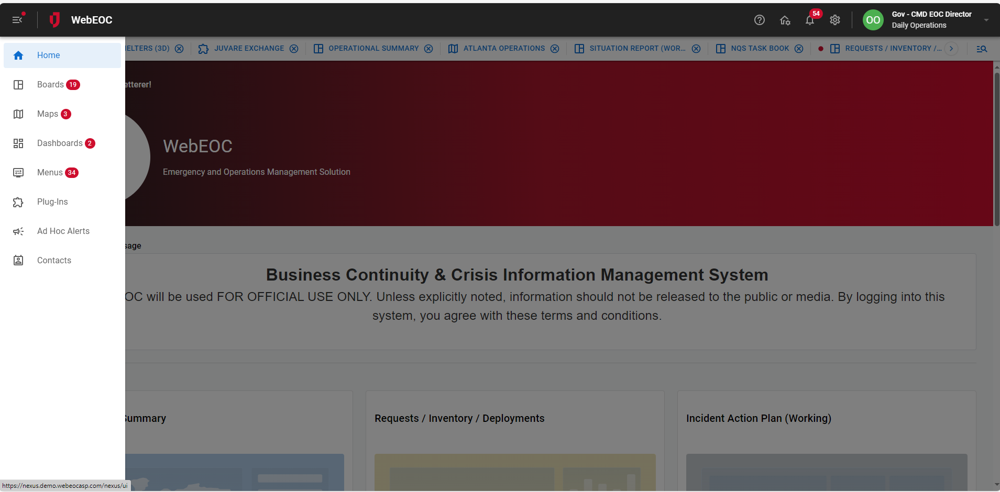 WebEOC
54
OO
Gov - CMD EOC Director
Daily Operations
Home
ELTERS (3D)
JUVARE EXCHANGE
OPERATIONAL SUMMARY
ATLANTA OPERATIONS
SITUATION REPORT (WOR...
NQS TASK BOOK
REQUESTS / INVENTORY /...
Boards 19
etterer!
Maps 3
Dashboards 2
WebEOC
Menus 34
Emergency and Operations Management Solution
Plug-Ins
Ad Hoc Alerts
sage
Contacts
Business Continuity & Crisis Information Management System
OC will be used FOR OFFICIAL USE ONLY. Unless explicitly noted, information should not be released to the public or media. By logging into this
system, you agree with these terms and conditions.
Summary
Requests / Inventory / Deployments
Incident Action Plan (Working)
https://nexus.demo.webeocasp.com/nexus/ui